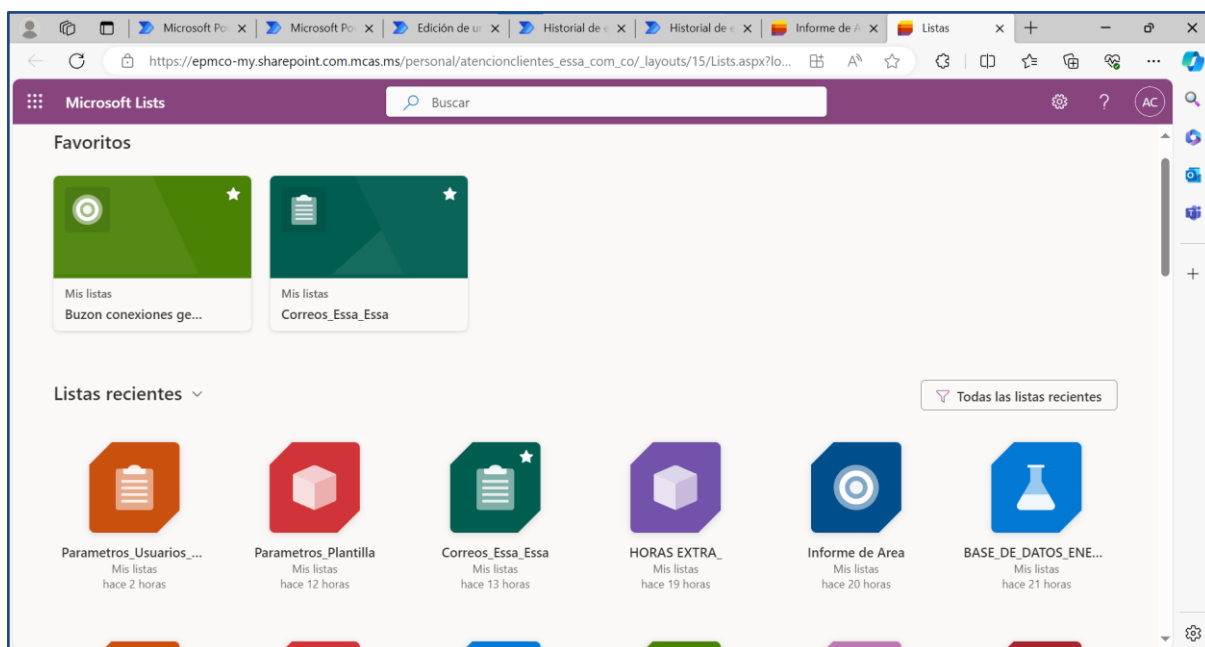 Microsoft Po
Microsoft Po
Edición de un
Historial de e
Historial de e
Informe de A
Listas
https://epmco-my.sharepoint.com.mcas.ms/personal/atencionclientes_essa_com_co/_layouts/15/Lists.aspx?lo...
Microsoft Lists
Buscar
AC
Favoritos
Mis listas
Buzon conexiones ge...
Mis listas
Correos_Essa_Essa
Listas recientes
Todas las listas recientes
Parametros_Usuarios_...
Mis listas
hace 2 horas
Parametros_Plantilla
Mis listas
hace 12 horas
Correos_Essa_Essa
Mis listas
hace 13 horas
HORAS EXTRA_
Mis listas
hace 19 horas
Informe de Area
Mis listas
hace 20 horas
BASE_DE_DATOS_ENE...
Mis listas
hace 21 horas